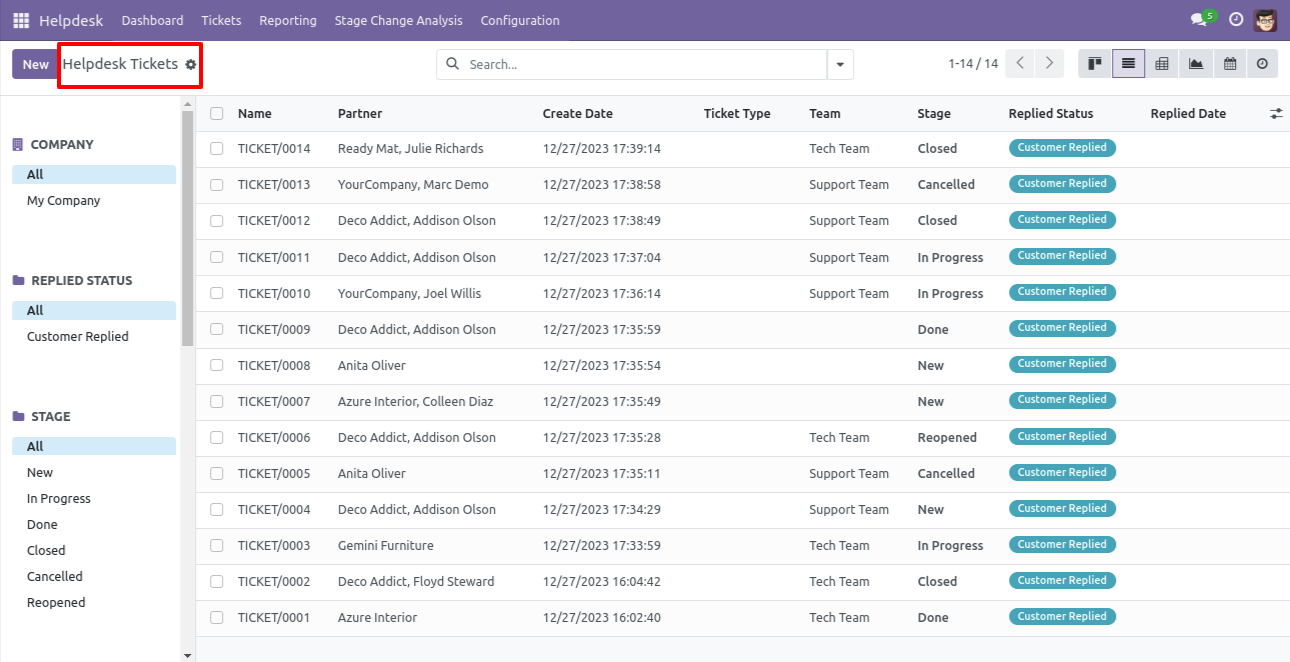 Helpdesk Dashboard Tickets Reporting Stage Change Analysis Configuration 5
New Helpdesk Tickets Search... 1-14 / 14
COMPANY
All
My Company
REPLIED STATUS
All
Customer Replied
STAGE
All
New
In Progress
Done
Closed
Cancelled
Reopened
Name Partner Create Date Ticket Type Team Stage Replied Status Replied Date
TICKET/0014 Ready Mat, Julie Richards 12/27/2023 17:39:14 Tech Team Closed Customer Replied
TICKET/0013 YourCompany, Marc Demo 12/27/2023 17:38:58 Support Team Cancelled Customer Replied
TICKET/0012 Deco Addict, Addison Olson 12/27/2023 17:38:49 Support Team Closed Customer Replied
TICKET/0011 Deco Addict, Addison Olson 12/27/2023 17:37:04 Support Team In Progress Customer Replied
TICKET/0010 YourCompany, Joel Willis 12/27/2023 17:36:14 Support Team In Progress Customer Replied
TICKET/0009 Deco Addict, Addison Olson 12/27/2023 17:35:59 Done Customer Replied
TICKET/0008 Anita Oliver 12/27/2023 17:35:54 New Customer Replied
TICKET/0007 Azure Interior, Colleen Diaz 12/27/2023 17:35:49 New Customer Replied
TICKET/0006 Deco Addict, Addison Olson 12/27/2023 17:35:28 Tech Team Reopened Customer Replied
TICKET/0005 Anita Oliver 12/27/2023 17:35:11 Support Team Cancelled Customer Replied
TICKET/0004 Deco Addict, Addison Olson 12/27/2023 17:34:29 Support Team New Customer Replied
TICKET/0003 Gemini Furniture 12/27/2023 17:33:59 Tech Team In Progress Customer Replied
TICKET/0002 Deco Addict, Floyd Steward 12/27/2023 16:04:42 Tech Team Closed Customer Replied
TICKET/0001 Azure Interior 12/27/2023 16:02:40 Tech Team Done Customer Replied